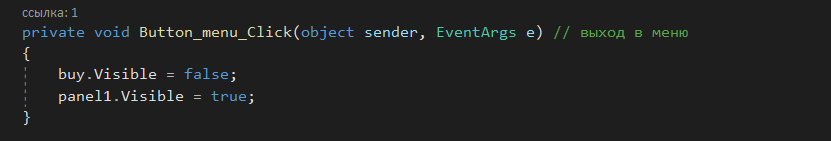 ссылка: 1
private void Button_menu_Click(object sender, EventArgs e) // выход в меню
{
buy.Visible = false;
panel1.Visible = true;
}